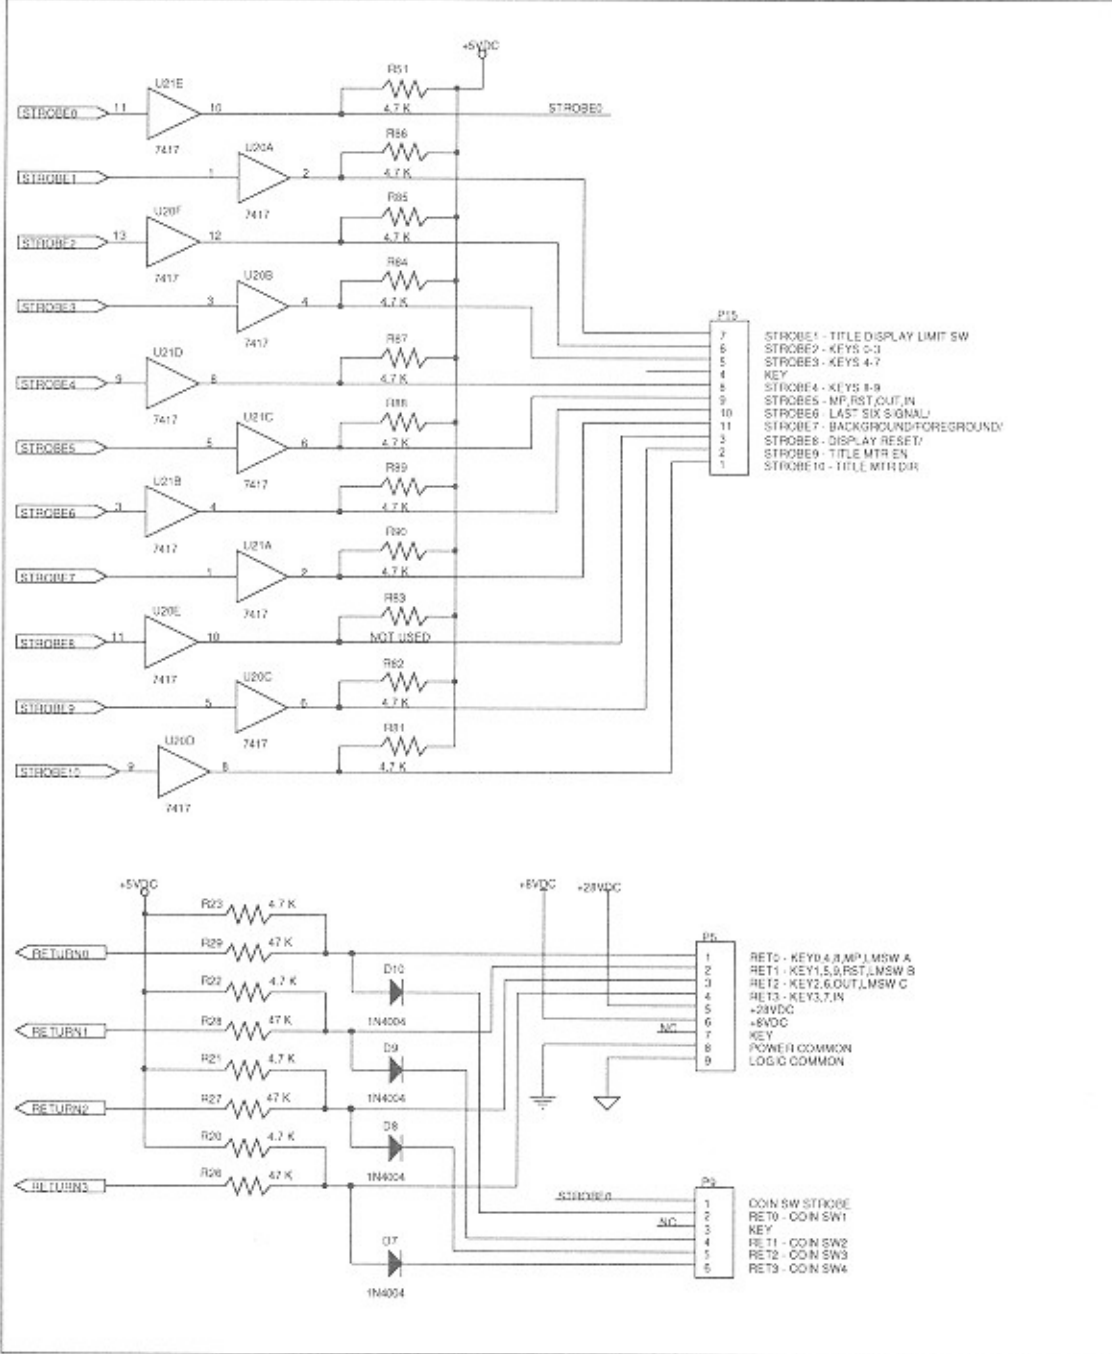 +5VDC
R51
U21E
STROBE0 11 10 4.7 K STROBE0
7417
R86
U20A
STROBE1 1 2 4.7 K
7417
R85
U20F
STROBE2 13 12 4.7 K
7417
R84
U20B
STROBE3 3 4 4.7 K
7417
R87
U21D
STROBE4 9 8 4.7 K
7417
R88
U21C
STROBE5 5 6 4.7 K
7417
R89
U21B
STROBE6 3 4 4.7 K
7417
R90
U21A
STROBE7 1 2 4.7 K
7417
R83
U20E
STROBE8 11 10 NOT USED
7417
R82
U20C
STROBE9 5 6 4.7 K
7417
R81
U20D
STROBE10 9 8 4.7 K
7417
P15
7 STROBE1 - TITLE DISPLAY LIMIT SW
6 STROBE2 - KEYS 0-3
5 STROBE3 - KEYS 4-7
4 KEY
8 STROBE4 - KEYS 8-9
9 STROBE5 - MP,RST,OUT,IN
10 STROBE6 - LAST SIX SIGNAL/
11 STROBE7 - BACKGROUND/FOREGROUND/
3 STROBE8 - DISPLAY RESET/
2 STROBE9 - TITLE MTR EN
1 STROBE10 - TITLE MTR DIR
+5VDC
R23 4.7 K
RETURN0 R29 47 K
R22 4.7 K
RETURN1 R28 47 K
R21 4.7 K
RETURN2 R27 47 K
R20 4.7 K
RETURN3 R26 47 K
D10
1N4004
D9
1N4004
D8
1N4004
D7
1N4004
+8VDC +28VDC
P5
1 RET0 - KEY0,4,8,MP,LMSW A
2 RET1 - KEY1,5,9,RST,LMSW B
3 RET2 - KEY2,6,OUT,LMSW C
4 RET3 - KEY3,7,IN
5 +28VDC
6 +8VDC
NC 7 KEY
8 POWER COMMON
9 LOGIC COMMON
P9
STROBE0 1 COIN SW STROBE
2 RET0 - COIN SW1
NC 3 KEY
4 RET1 - COIN SW2
5 RET2 - COIN SW3
6 RET3 - COIN SW4